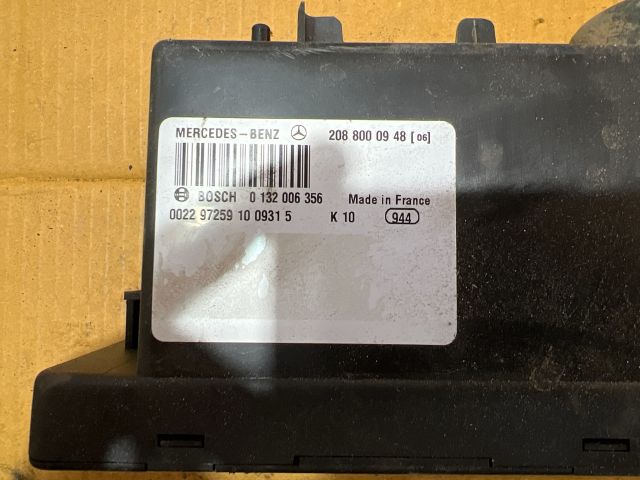 MERCEDES-BENZ 208 800 09 48 [06]
BOSCH 0 132 006 356 Made in France
0022 97259 10 0931 5 K 10 944